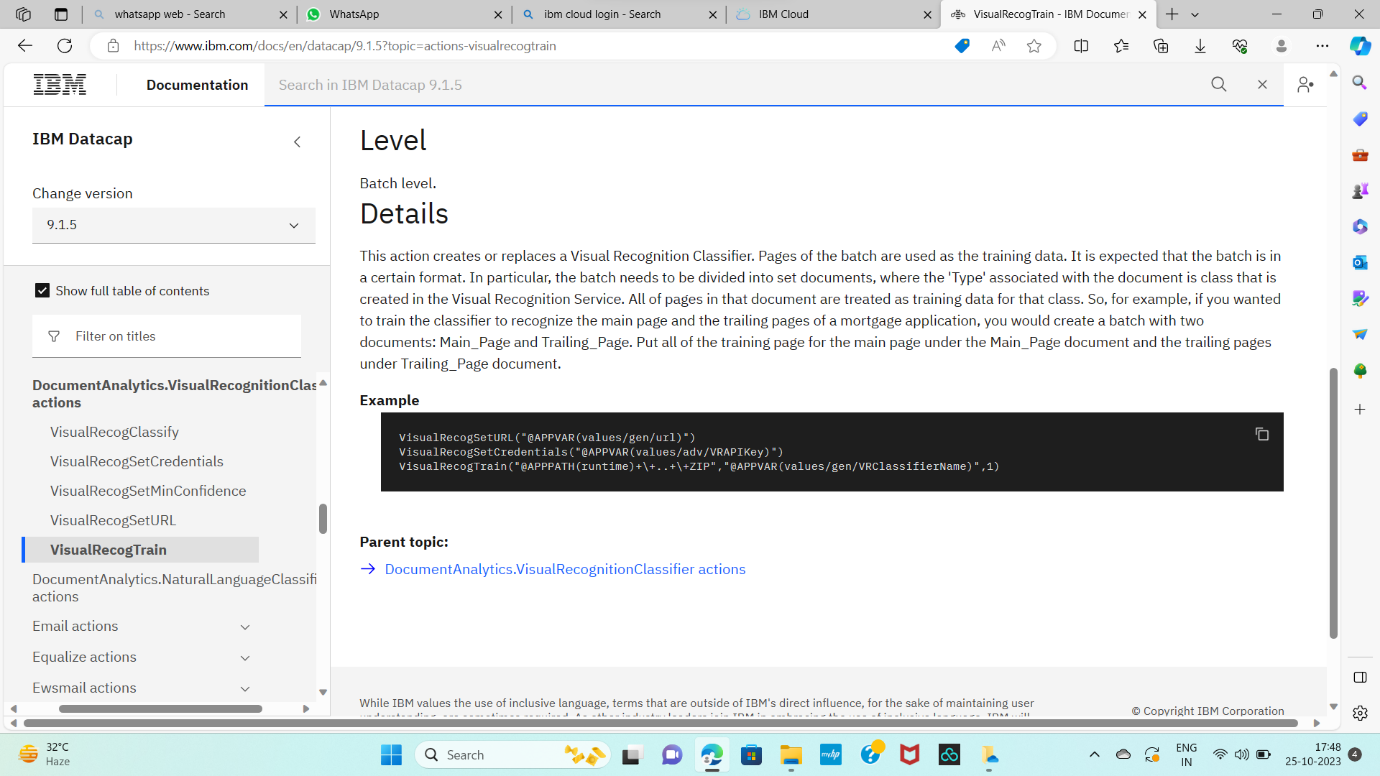 whatsapp web - Search
WhatsApp
ibm cloud login - Search
IBM Cloud
VisualRecogTrain - IBM Documen
https://www.ibm.com/docs/en/datacap/9.1.5?topic=actions-visualrecogtrain
IBM
Documentation
Search in IBM Datacap 9.1.5
IBM Datacap
Change version
9.1.5
Show full table of contents
Filter on titles
DocumentAnalytics.VisualRecognitionClas
actions
VisualRecogClassify
VisualRecogSetCredentials
VisualRecogSetMinConfidence
VisualRecogSetURL
VisualRecogTrain
DocumentAnalytics.NaturalLanguageClassifi
actions
Email actions
Equalize actions
Ewsmail actions
Level
Batch level.
Details
This action creates or replaces a Visual Recognition Classifier. Pages of the batch are used as the training data. It is expected that the batch is in
a certain format. In particular, the batch needs to be divided into set documents, where the 'Type' associated with the document is class that is
created in the Visual Recognition Service. All of pages in that document are treated as training data for that class. So, for example, if you wanted
to train the classifier to recognize the main page and the trailing pages of a mortgage application, you would create a batch with two
documents: Main_Page and Trailing_Page. Put all of the training page for the main page under the Main_Page document and the trailing pages
under Trailing_Page document.
Example
VisualRecogSetURL("@APPVAR(values/gen/url)")
VisualRecogSetCredentials("@APPVAR(values/adv/VRAPIKey)")
VisualRecogTrain("@APPPATH(runtime)+\+..+\+ZIP","@APPVAR(values/gen/VRClassifierName)",1)
Parent topic:
→ DocumentAnalytics.VisualRecognitionClassifier actions
While IBM values the use of inclusive language, terms that are outside of IBM's direct influence, for the sake of maintaining user
© Copyright IBM Corporation
32°C
Haze
Search
myhp
ENG
IN
17:48
25-10-2023
4